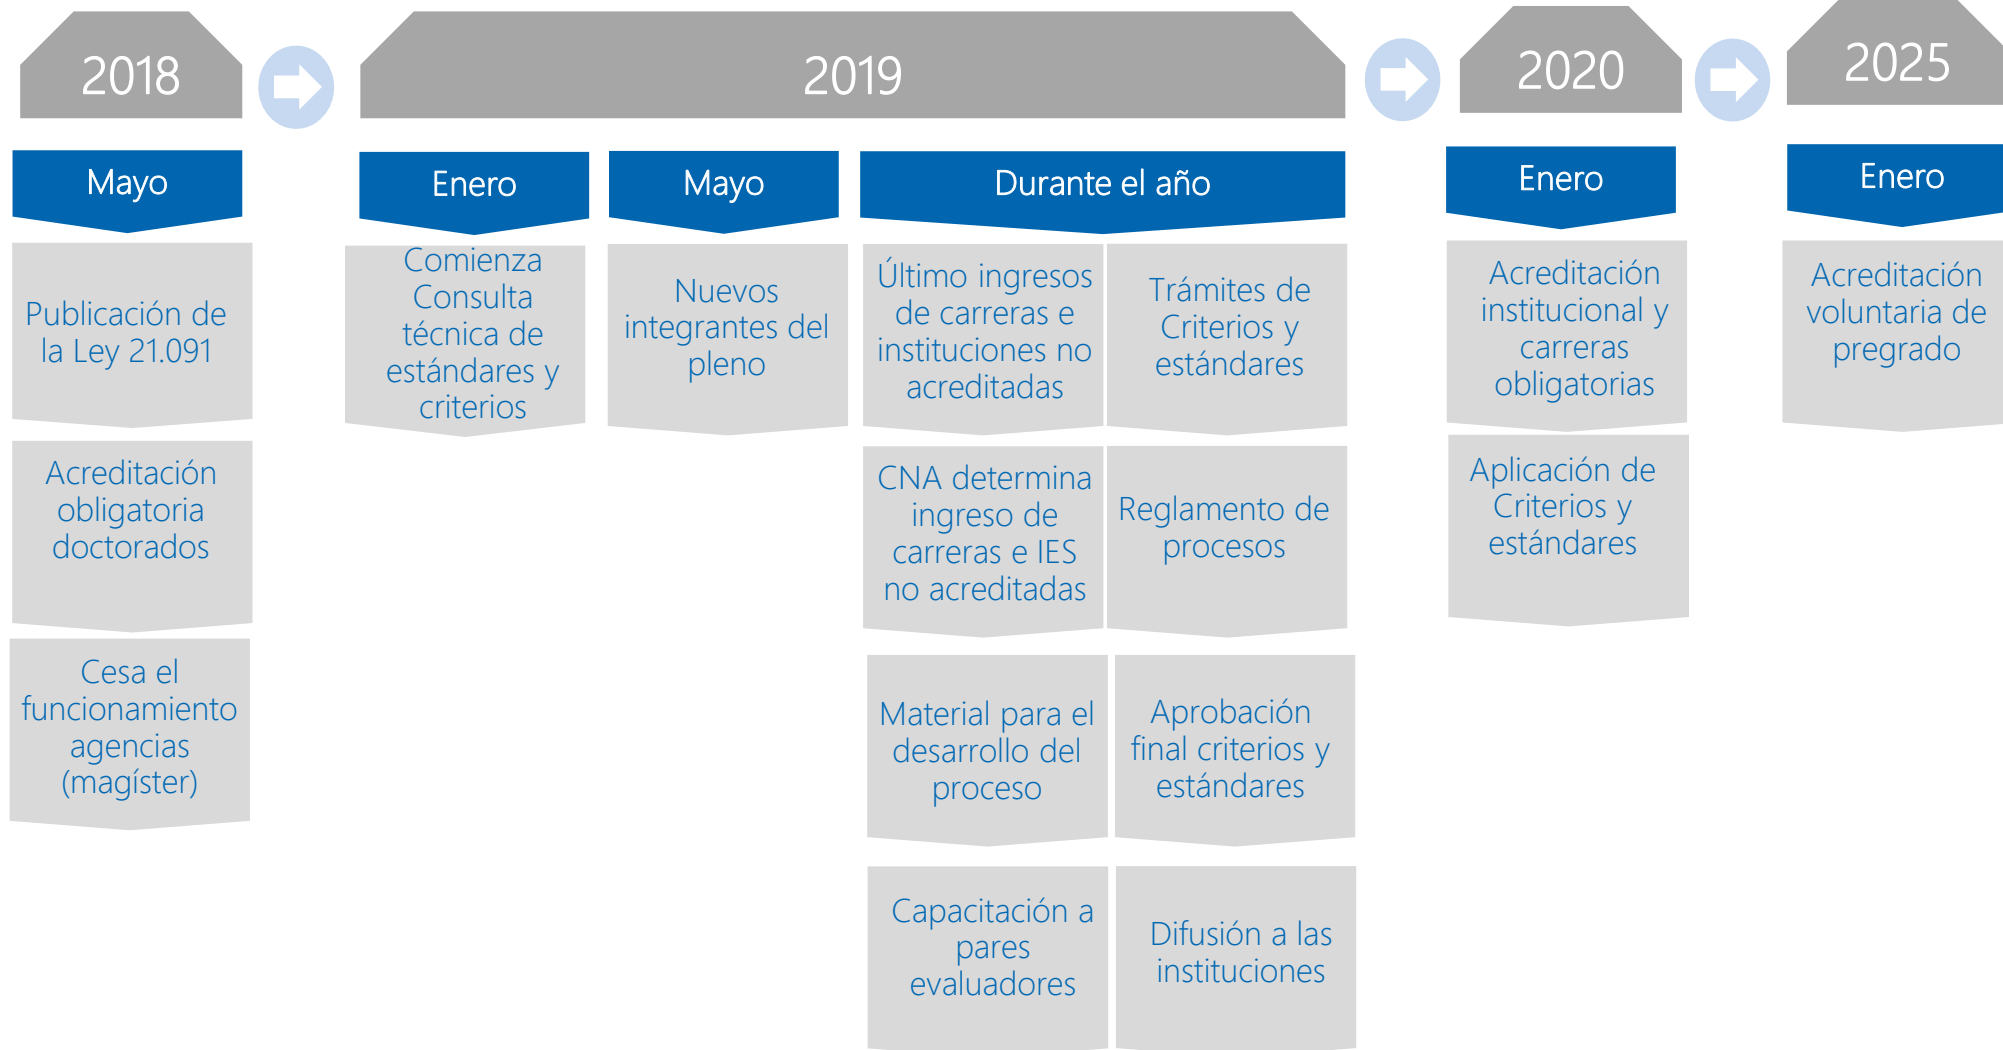 2018
2019
2020
2025
Mayo
Publicación de
la Ley 21.091
Acreditación
obligatoria
doctorados
Cesa el
funcionamiento
agencias
(magíster)
Enero
Comienza
Consulta
técnica de
estándares y
criterios
Mayo
Nuevos
integrantes del
pleno
Durante el año
Último ingresos
de carreras e
instituciones no
acreditadas
Trámites de
Criterios y
estándares
CNA determina
ingreso de
carreras e IES
no acreditadas
Reglamento de
procesos
Material para el
desarrollo del
proceso
Aprobación
final criterios y
estándares
Capacitación a
pares
evaluadores
Difusión a las
instituciones
Enero
Acreditación
institucional y
carreras
obligatorias
Aplicación de
Criterios y
estándares
Enero
Acreditación
voluntaria de
pregrado